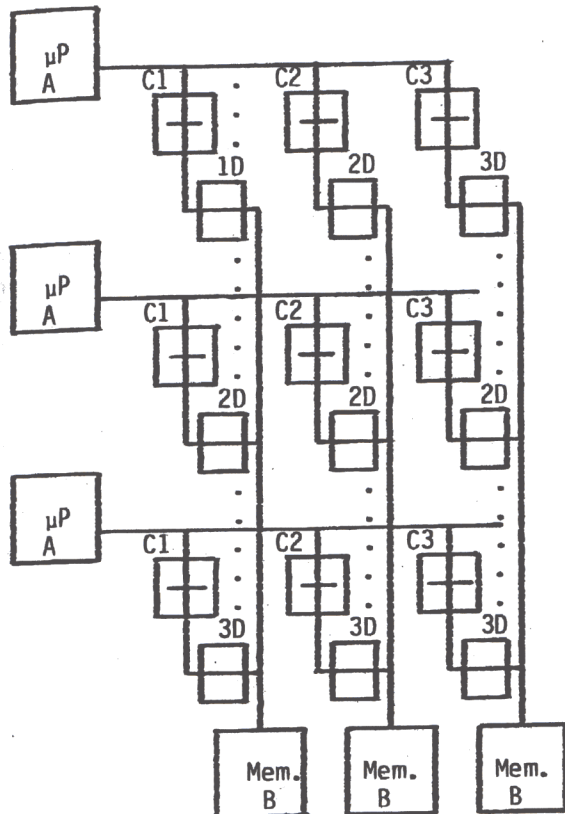 μP
A
C1 C2 C3
1D 2D 3D
μP
A
C1 C2 C3
2D 2D 2D
μP
A
C1 C2 C3
3D 3D 3D
Mem.
B
Mem.
B
Mem.
B